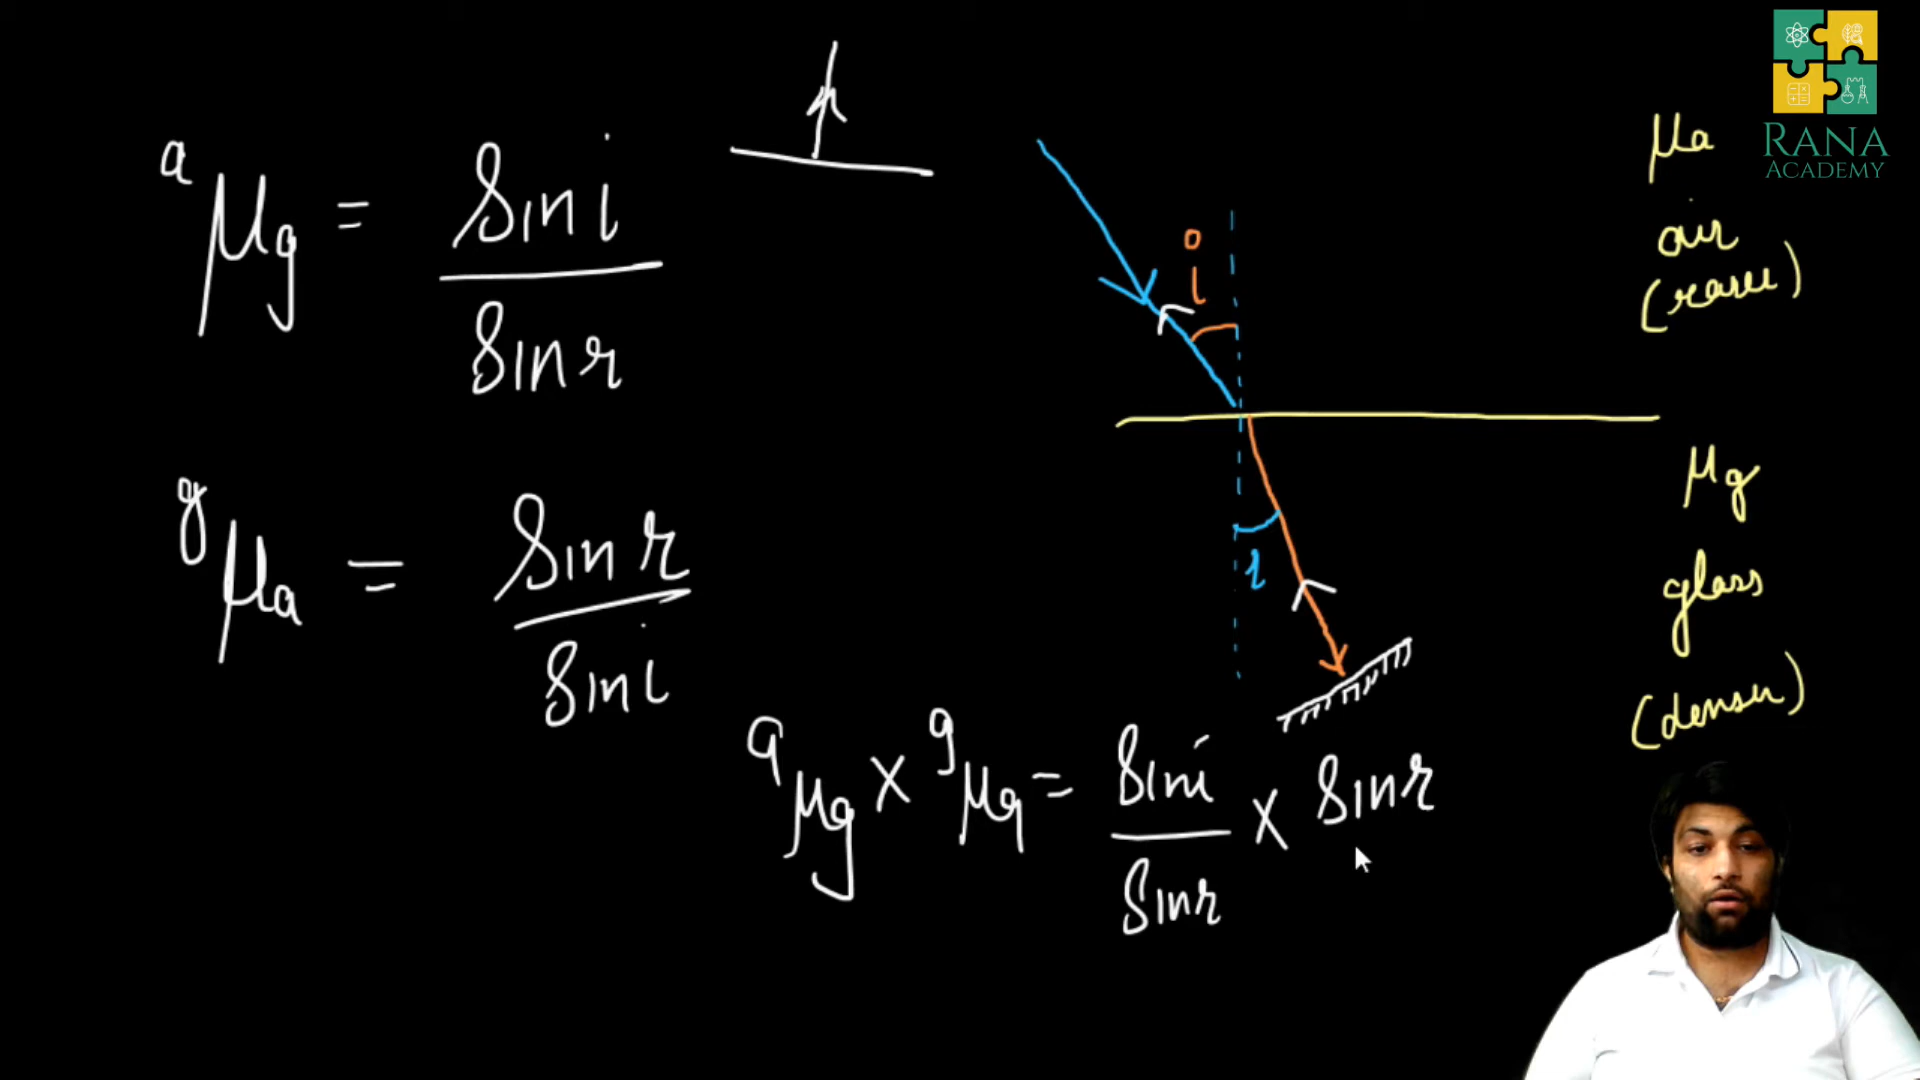 ᵃμg = sin i / sin r
ᵍμa = sin r / sin i
ᵃμg × ᵍμa = sin i / sin r × sin r
i
r
μa
air
(rarer)
μg
glass
(denser)
RANA
ACADEMY